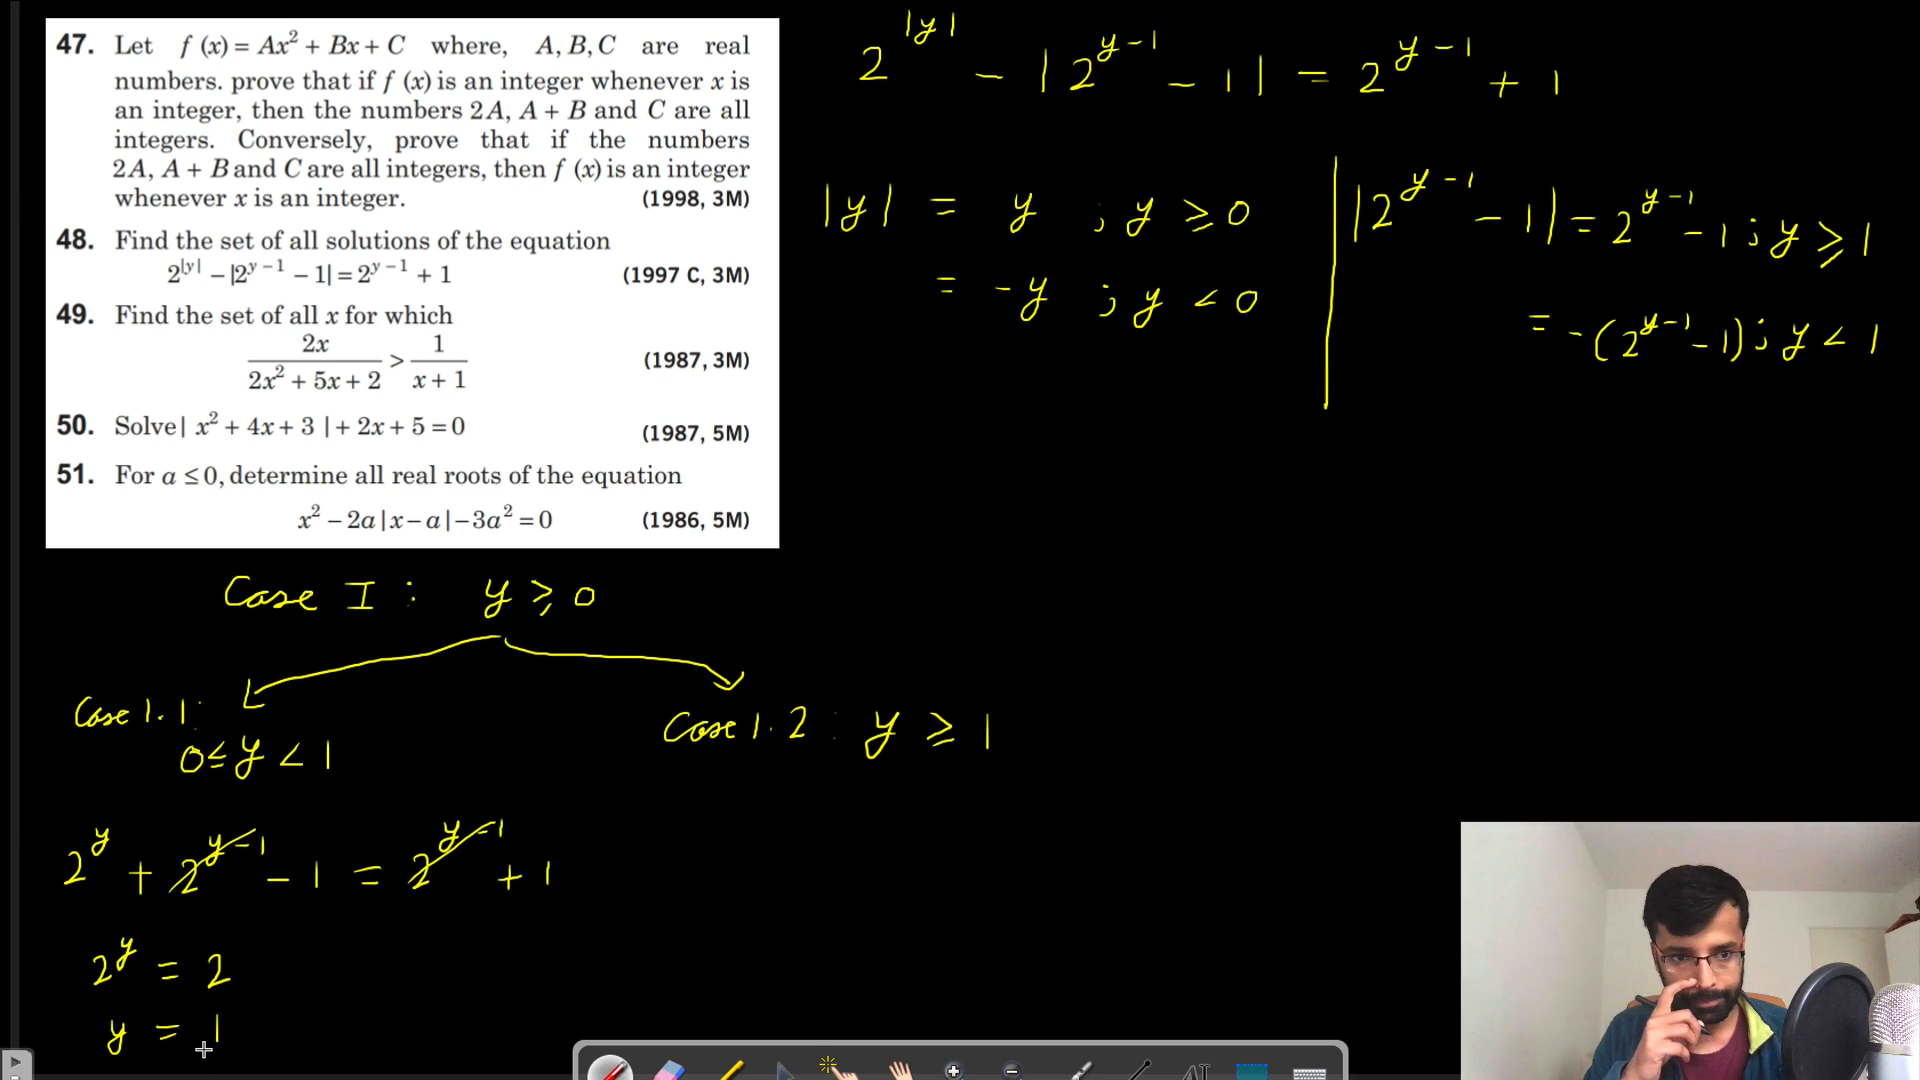 47. Let f (x) = Ax² + Bx + C where, A, B, C are real
numbers. prove that if f (x) is an integer whenever x is
an integer, then the numbers 2A, A + B and C are all
integers. Conversely, prove that if the numbers
2A, A + B and C are all integers, then f (x) is an integer
whenever x is an integer. (1998, 3M)
48. Find the set of all solutions of the equation
2^|y| − |2^(y−1) − 1| = 2^(y−1) + 1 (1997 C, 3M)
49. Find the set of all x for which
2x/(2x² + 5x + 2) > 1/(x + 1) (1987, 3M)
50. Solve | x² + 4x + 3 | + 2x + 5 = 0 (1987, 5M)
51. For a ≤ 0, determine all real roots of the equation
x² − 2a|x − a| − 3a² = 0 (1986, 5M)
2^|y| − |2^(y−1) − 1| = 2^(y−1) + 1
|y| = y ; y ≥ 0
= −y ; y < 0
|2^(y−1) − 1| = 2^(y−1) − 1 ; y ≥ 1
= −(2^(y−1) − 1) ; y < 1
Case I : y ≥ 0
Case 1.1:
0 ≤ y < 1
Case 1.2 : y ≥ 1
2^y + 2^(y−1) − 1 = 2^(y−1) + 1
2^y = 2
y = 1